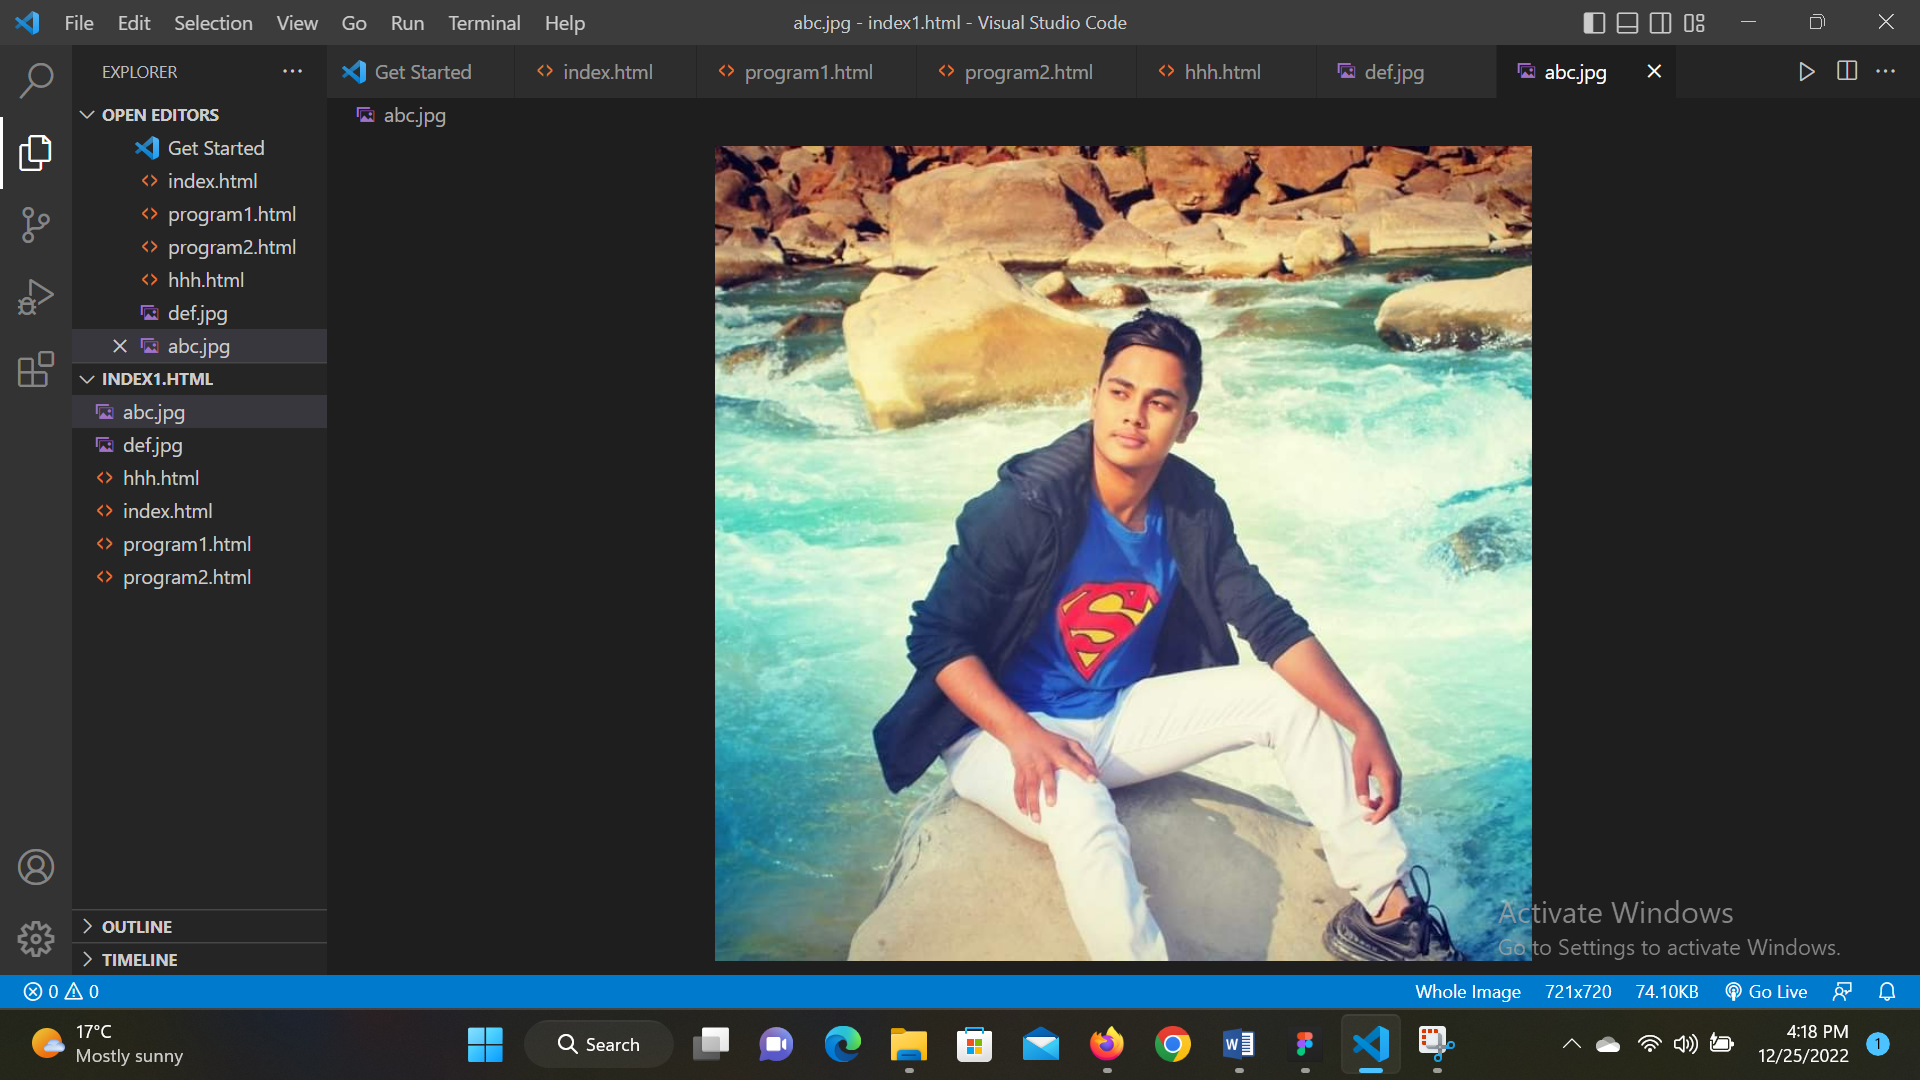 File Edit Selection View Go Run Terminal Help
abc.jpg - index1.html - Visual Studio Code
EXPLORER
OPEN EDITORS
Get Started
index.html
program1.html
program2.html
hhh.html
def.jpg
abc.jpg
INDEX1.HTML
abc.jpg
def.jpg
hhh.html
index.html
program1.html
program2.html
OUTLINE
TIMELINE
Get Started index.html program1.html program2.html hhh.html def.jpg abc.jpg
abc.jpg
S
Activate Windows
Go to Settings to activate Windows.
0 0
Whole Image 721x720 74.10KB Go Live
17°C
Mostly sunny
Search
W
4:18 PM
12/25/2022
1